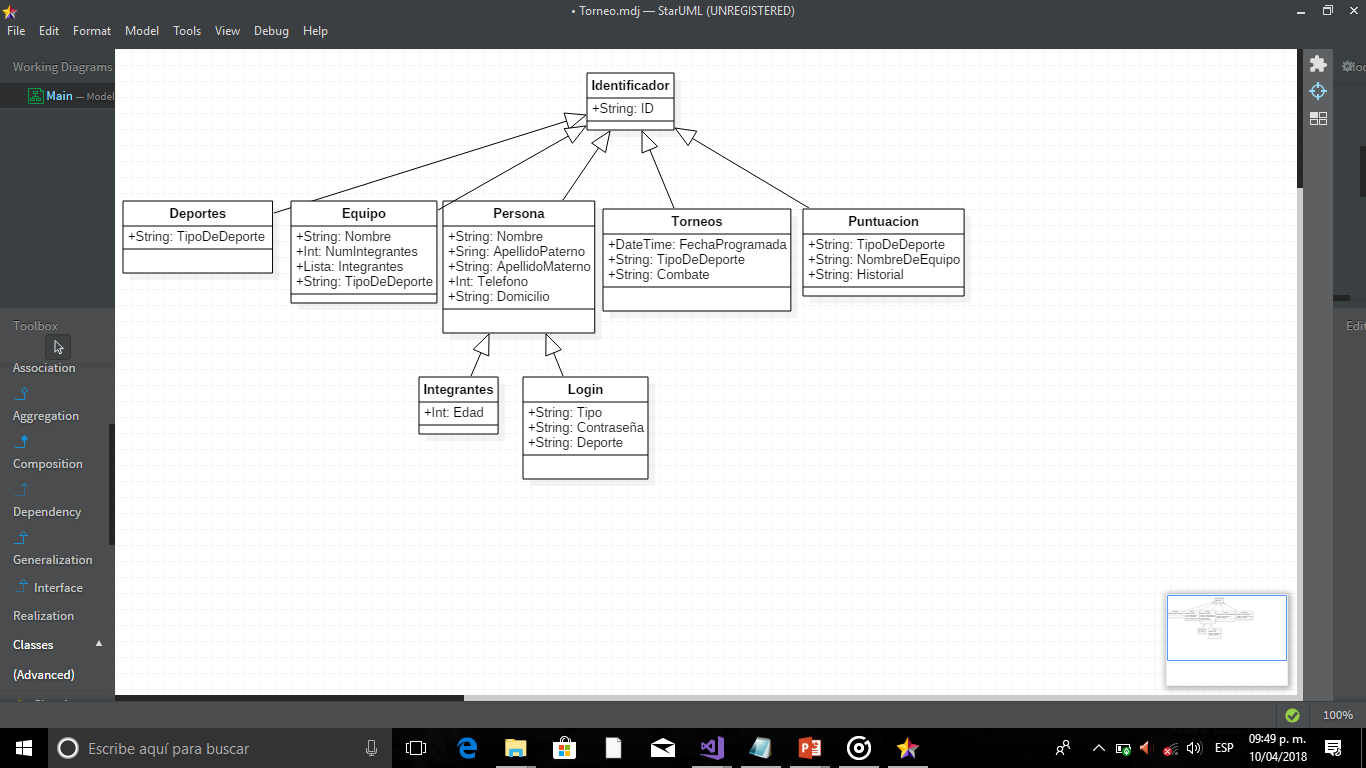 • Torneo.mdj — StarUML (UNREGISTERED)
File Edit Format Model Tools View Debug Help
Working Diagrams
Main — Model
Identificador
+String: ID
Deportes
+String: TipoDeDeporte
Equipo
+String: Nombre
+Int: NumIntegrantes
+Lista: Integrantes
+String: TipoDeDeporte
Persona
+String: Nombre
+Sring: ApellidoPaterno
+String: ApellidoMaterno
+Int: Telefono
+String: Domicilio
Torneos
+DateTime: FechaProgramada
+String: TipoDeDeporte
+String: Combate
Puntuacion
+String: TipoDeDeporte
+String: NombreDeEquipo
+String: Historial
Integrantes
+Int: Edad
Login
+String: Tipo
+String: Contraseña
+String: Deporte
Toolbox
Association
Aggregation
Composition
Dependency
Generalization
Interface
Realization
Classes
(Advanced)
Edit
100%
Escribe aquí para buscar
ESP
09:49 p. m.
10/04/2018